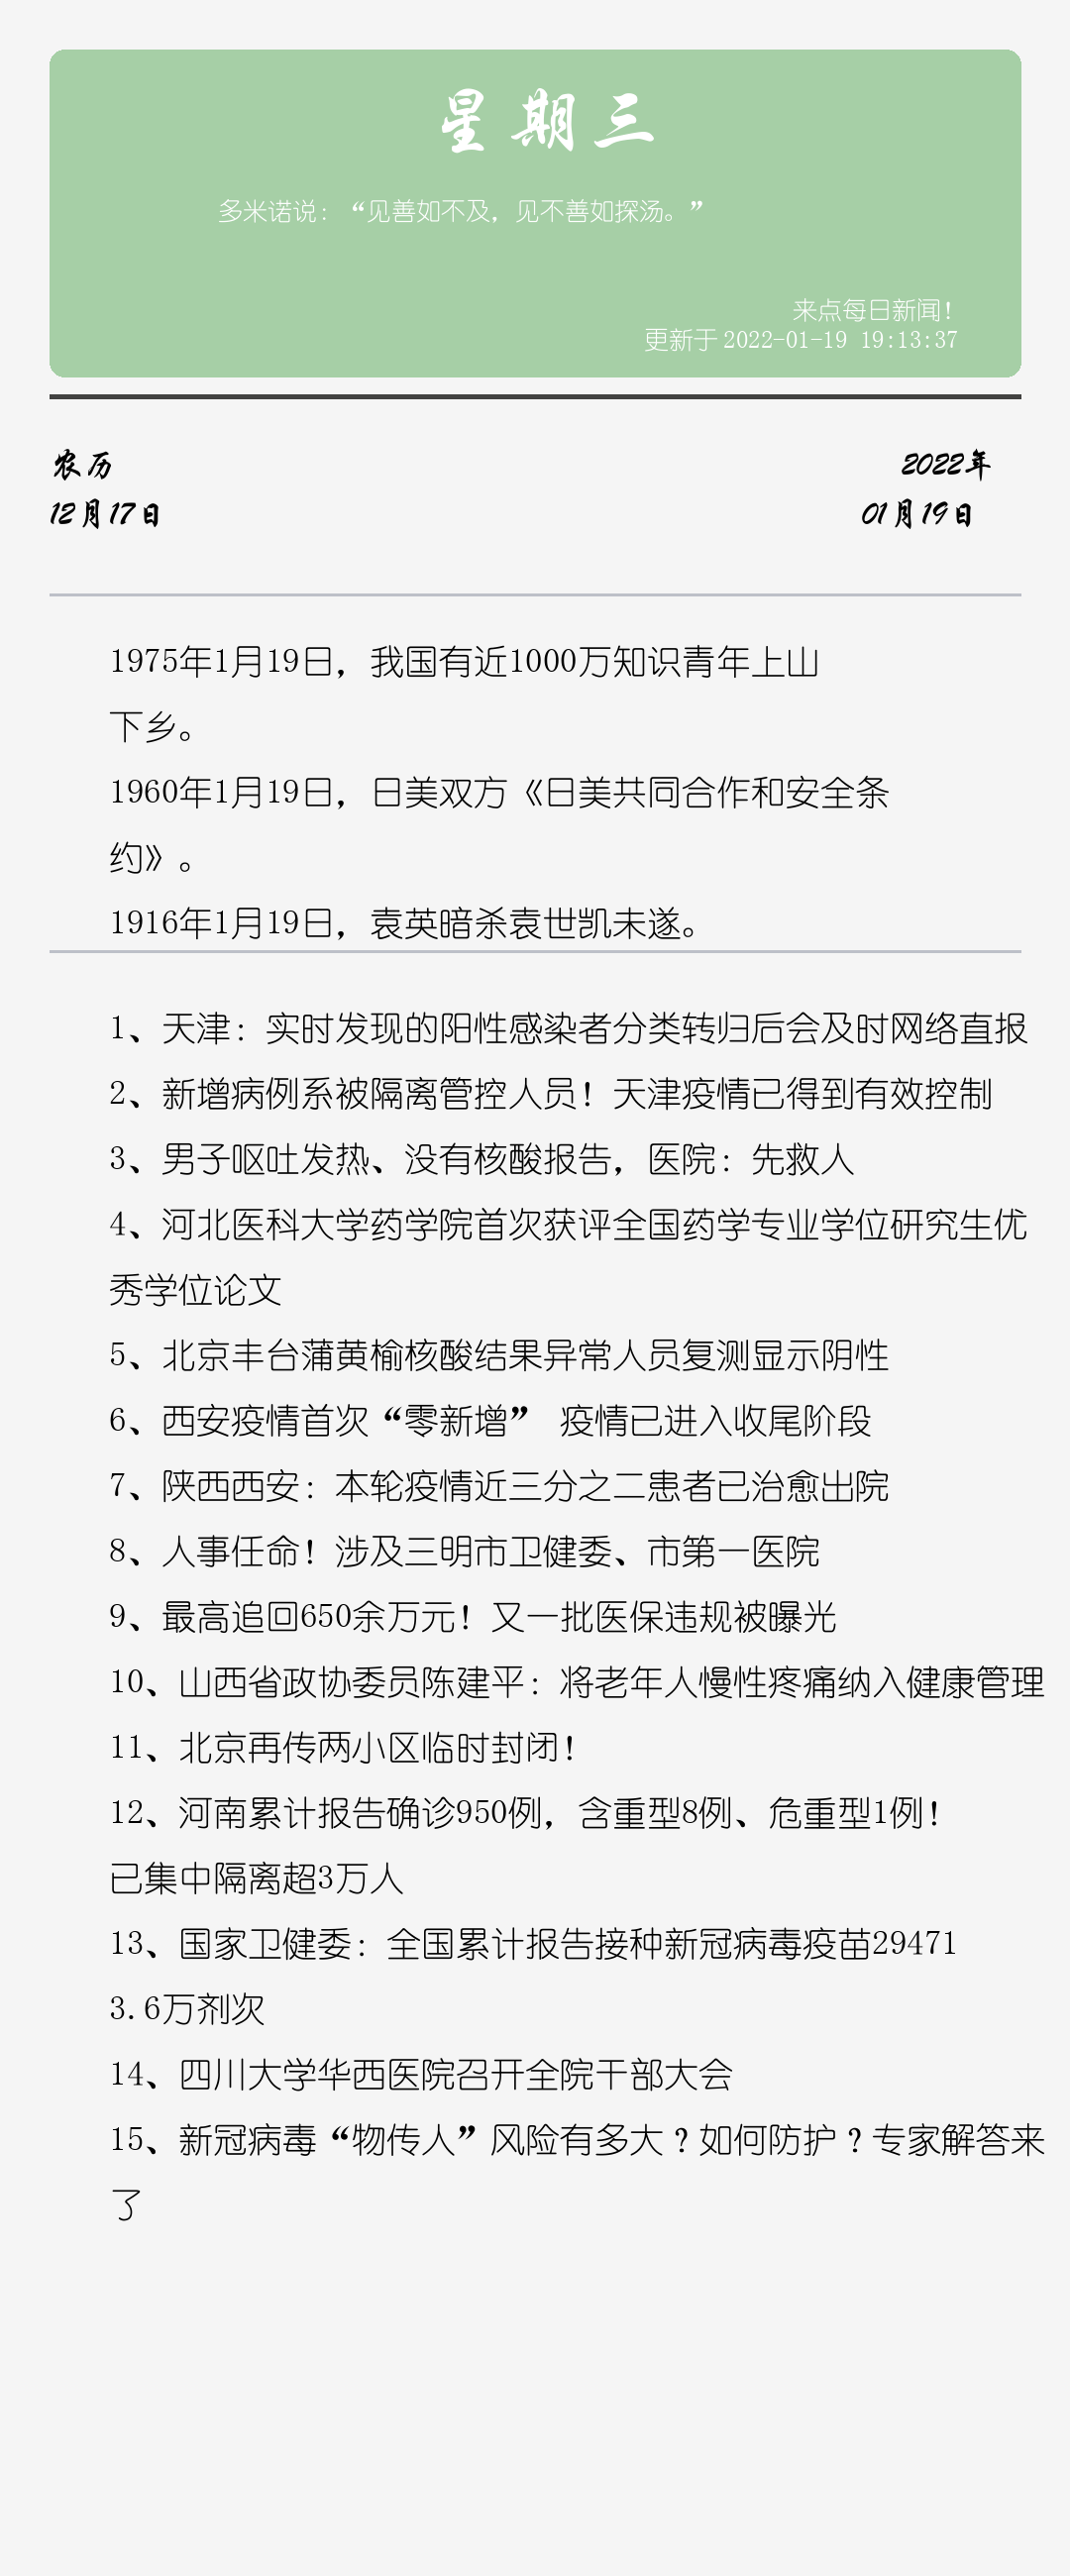 星期三
多米诺说：“见善如不及，见不善如探汤。”
来点每日新闻！
更新于2022-01-19 19:13:37
农历
12月17日
2022年
01月19日
1975年1月19日，我国有近1000万知识青年上山
下乡。
1960年1月19日，日美双方《日美共同合作和安全条
约》。
1916年1月19日，袁英暗杀袁世凯未遂。
1、天津：实时发现的阳性感染者分类转归后会及时网络直报
2、新增病例系被隔离管控人员！天津疫情已得到有效控制
3、男子呕吐发热、没有核酸报告，医院：先救人
4、河北医科大学药学院首次获评全国药学专业学位研究生优
秀学位论文
5、北京丰台蒲黄榆核酸结果异常人员复测显示阴性
6、西安疫情首次“零新增” 疫情已进入收尾阶段
7、陕西西安：本轮疫情近三分之二患者已治愈出院
8、人事任命！涉及三明市卫健委、市第一医院
9、最高追回650余万元！又一批医保违规被曝光
10、山西省政协委员陈建平：将老年人慢性疼痛纳入健康管理
11、北京再传两小区临时封闭！
12、河南累计报告确诊950例，含重型8例、危重型1例！
已集中隔离超3万人
13、国家卫健委：全国累计报告接种新冠病毒疫苗29471
3.6万剂次
14、四川大学华西医院召开全院干部大会
15、新冠病毒“物传人”风险有多大？如何防护？专家解答来
了